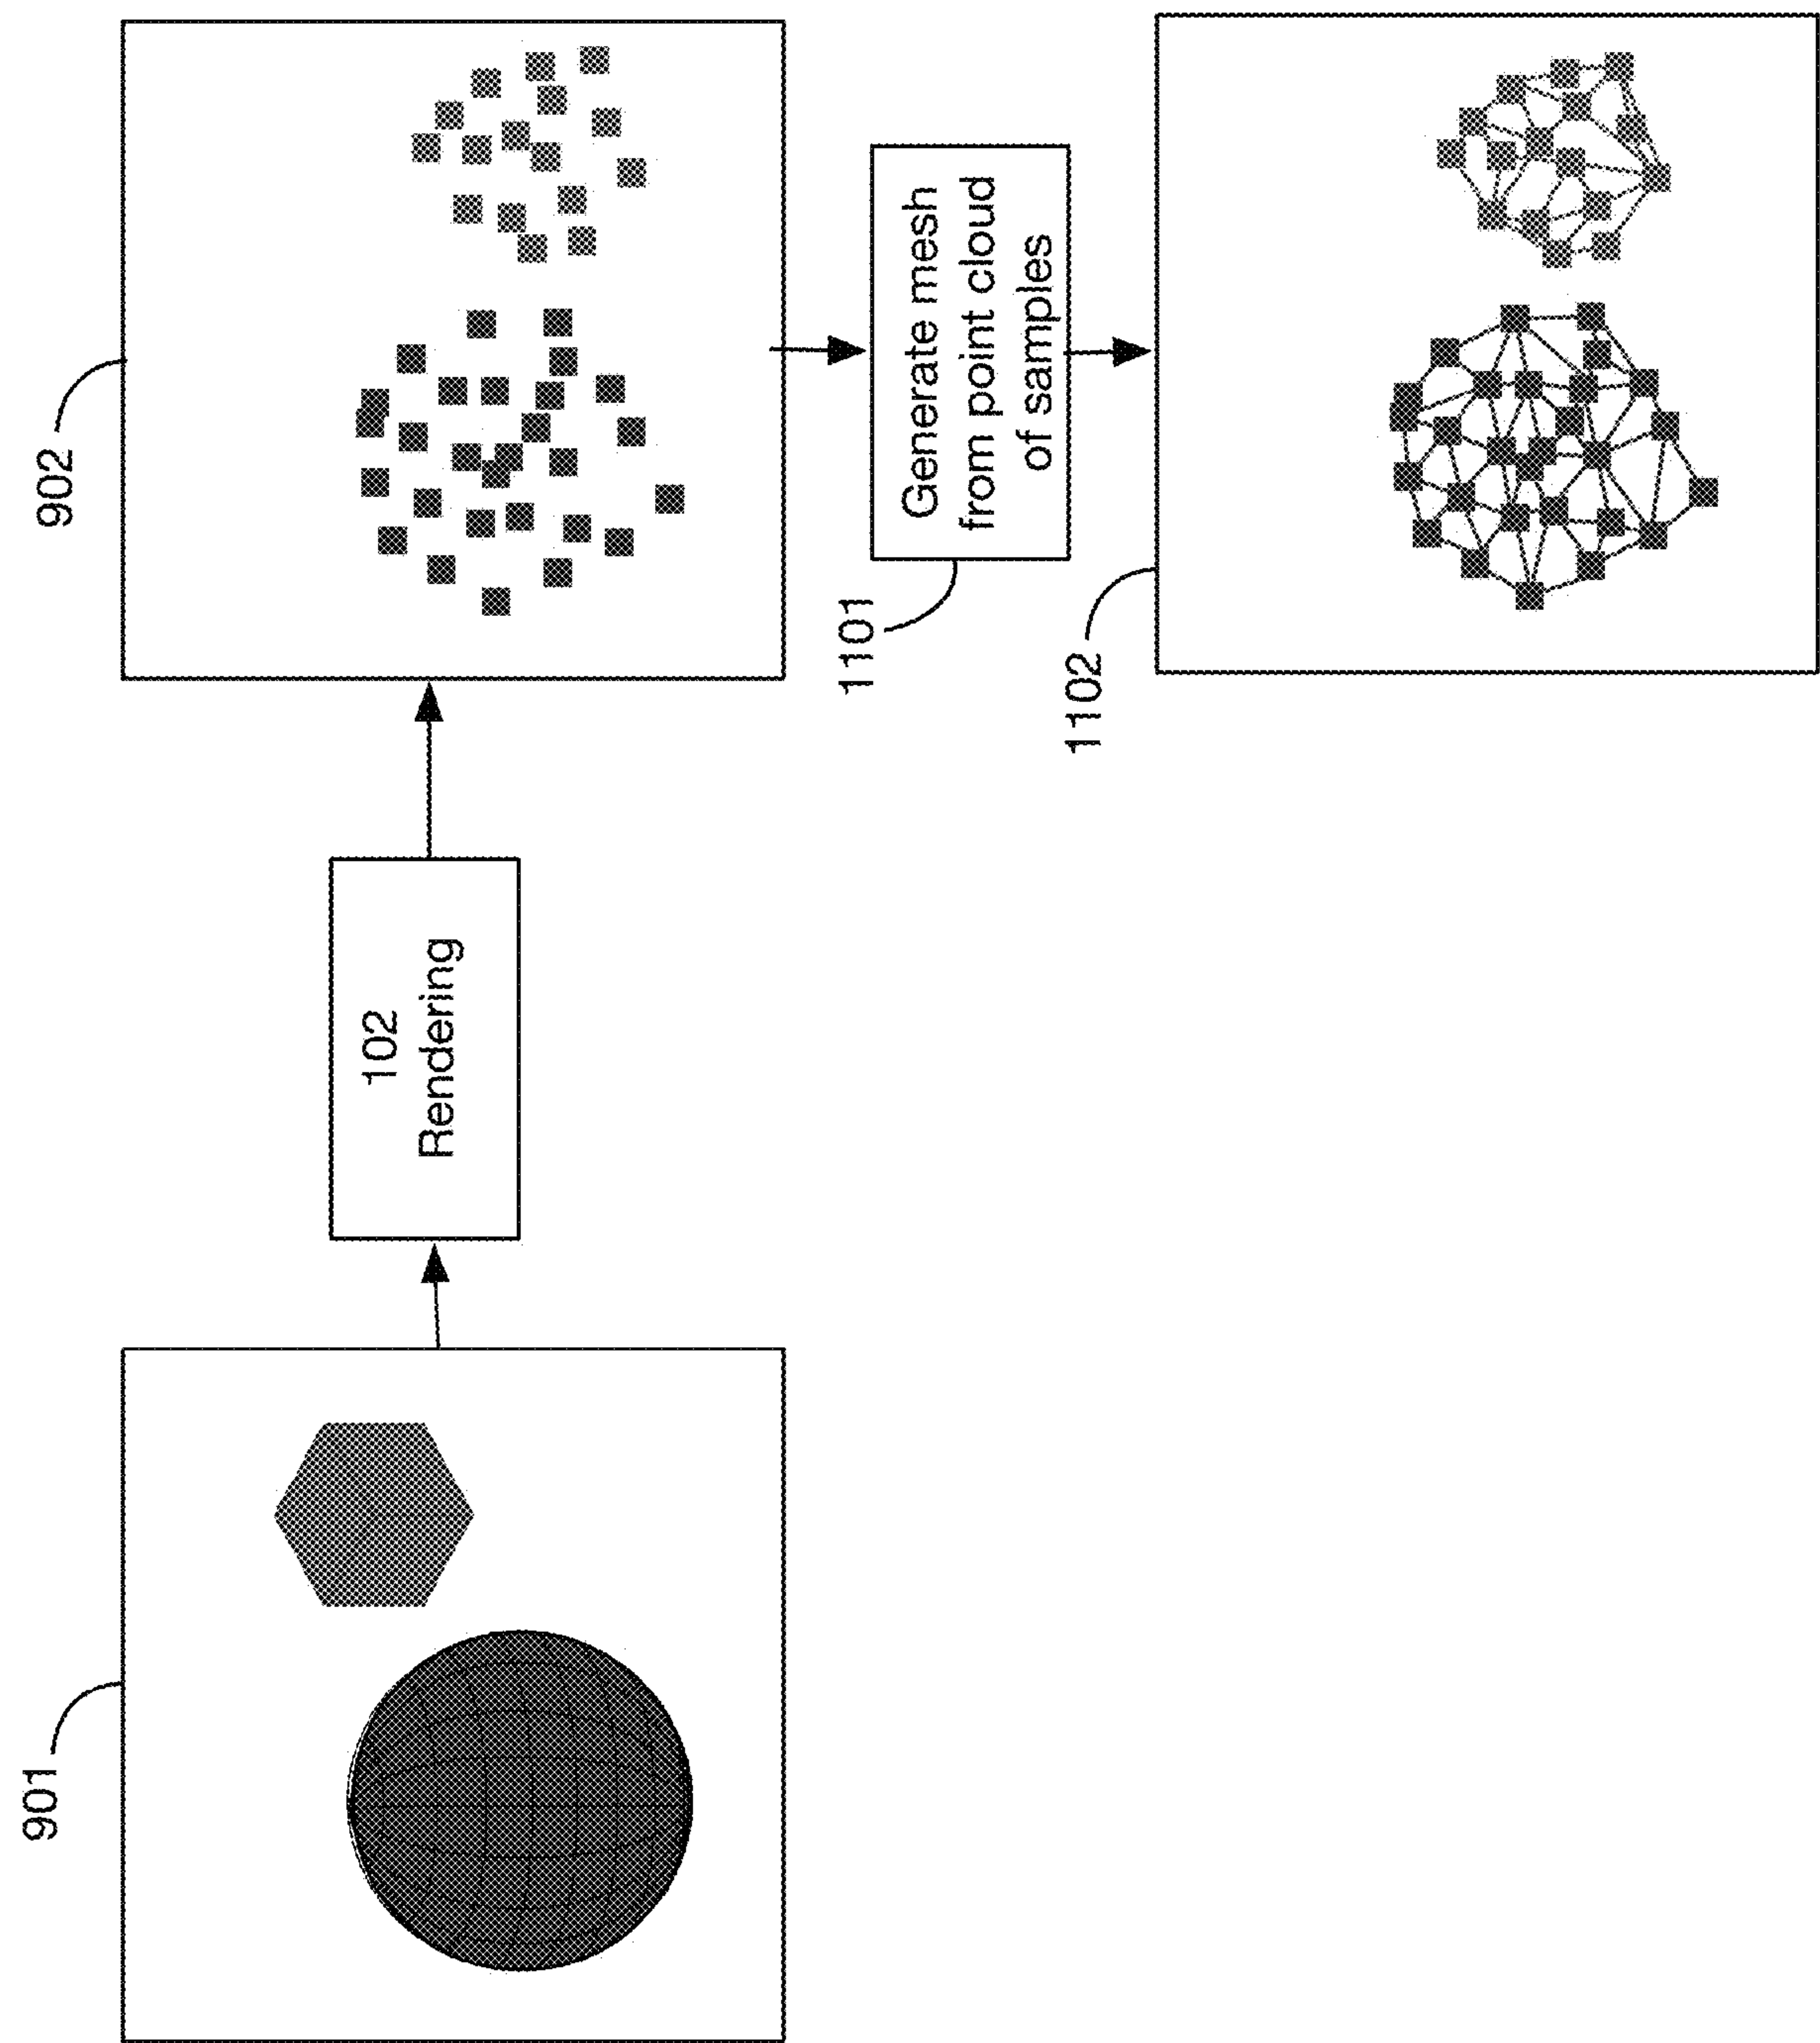 901
102
Rendering
902
1101
Generate mesh
from point cloud
of samples
1102